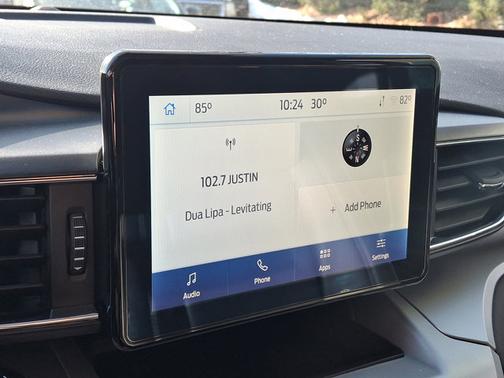 85° 10:24 30° 82°
102.7 JUSTIN
Dua Lipa - Levitating
+ Add Phone
Audio Phone Apps Settings